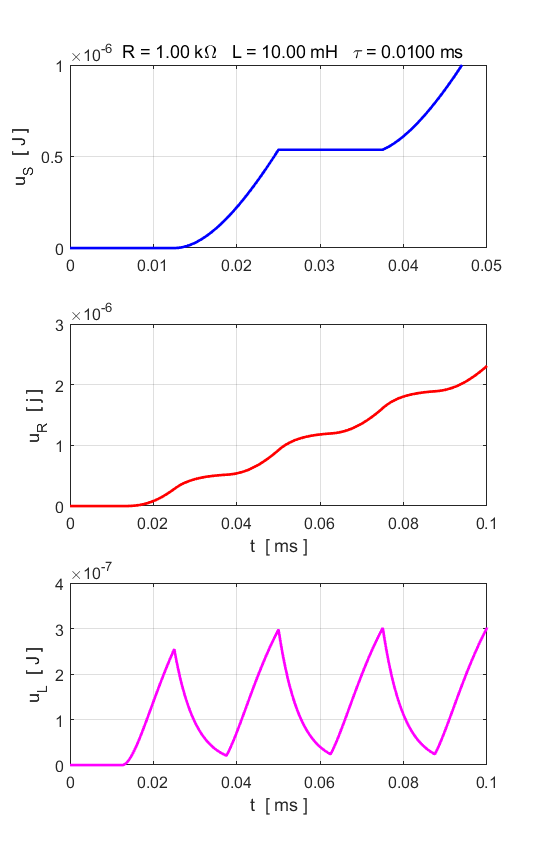 ×10⁻⁶ R = 1.00 kΩ L = 10.00 mH τ = 0.0100 ms
1
0.5
0
u_S [ J ]
0 0.01 0.02 0.03 0.04 0.05
×10⁻⁶
3
2
1
0
u_R [ j ]
0 0.02 0.04 0.06 0.08 0.1
t [ ms ]
×10⁻⁷
4
3
2
1
0
u_L [ J ]
0 0.02 0.04 0.06 0.08 0.1
t [ ms ]